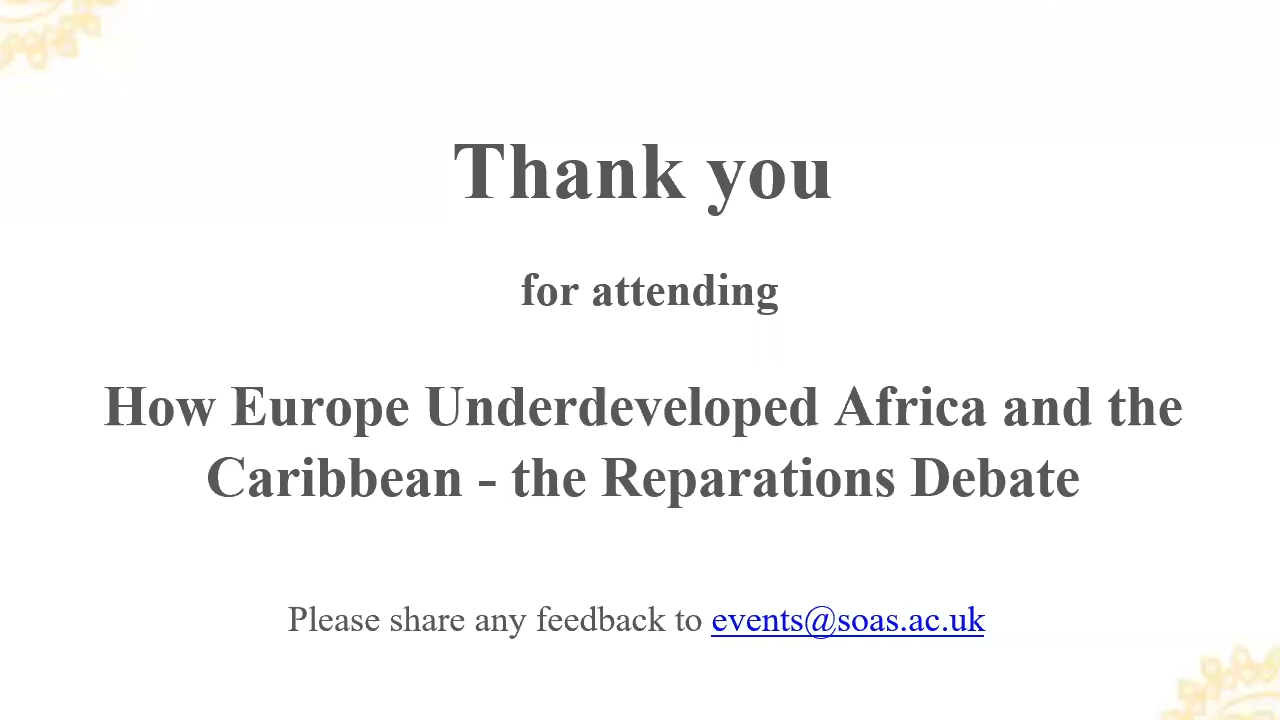 Thank you
for attending
How Europe Underdeveloped Africa and the
Caribbean - the Reparations Debate
Please share any feedback to events@soas.ac.uk